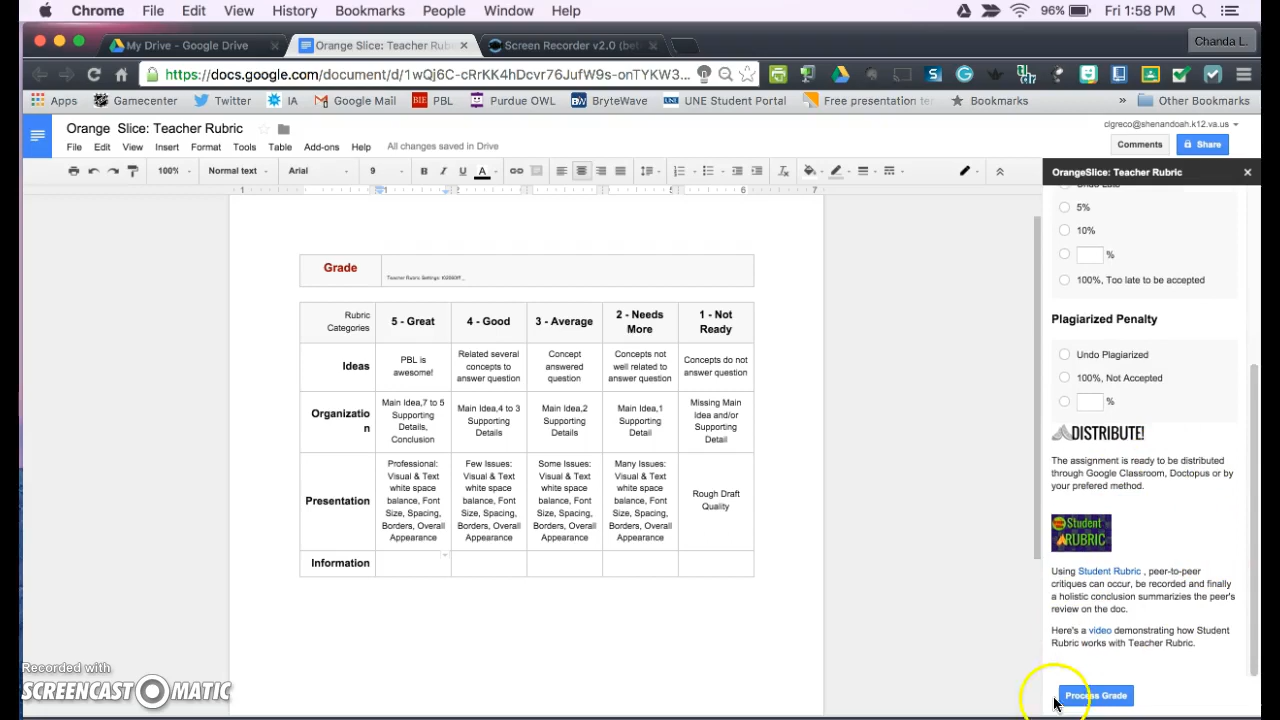 Chrome File Edit View History Bookmarks People Window Help 96% Fri 1:58 PM
My Drive - Google Drive Orange Slice: Teacher Rub Screen Recorder v2.0 (be Chanda L.
https://docs.google.com/document/d/1wQj6C-cRrKK4hDcvr76JufW9s-onTYKW3...
Apps Gamecenter Twitter IA Google Mail BIE PBL Purdue OWL BW BryteWave UNE Student Portal Free presentation te Bookmarks » Other Bookmarks
Orange Slice: Teacher Rubric clgreco@shenandoah.k12.va.us
File Edit View Insert Format Tools Table Add-ons Help All changes saved in Drive Comments Share
100% Normal text Arial 9 B I U A
OrangeSlice: Teacher Rubric
5%
10%
%
100%, Too late to be accepted
Plagiarized Penalty
Undo Plagiarized
100%, Not Accepted
%
DISTRIBUTE!
The assignment is ready to be distributed
through Google Classroom, Doctopus or by
your prefered method.
Student
RUBRIC
Using Student Rubric , peer-to-peer
critiques can occur, be recorded and finally
a holistic conclusion summarizes the peer's
review on the doc.
Here's a video demonstrating how Student
Rubric works with Teacher Rubric.
Process Grade
Grade
Rubric
Categories
5 - Great
4 - Good
3 - Average
2 - Needs
More
1 - Not
Ready
Ideas
PBL is
awesome!
Related several
concepts to
answer question
Concept
answered
question
Concepts not
well related to
answer question
Concepts do not
answer question
Organizatio
n
Main Idea,7 to 5
Supporting
Details,
Conclusion
Main Idea,4 to 3
Supporting
Details
Main Idea,2
Supporting
Details
Main Idea,1
Supporting
Detail
Missing Main
Idea and/or
Supporting
Detail
Presentation
Professional:
Visual & Text
white space
balance, Font
Size, Spacing,
Borders, Overall
Appearance
Few Issues:
Visual & Text
white space
balance, Font
Size, Spacing,
Borders, Overall
Appearance
Some Issues:
Visual & Text
white space
balance, Font
Size, Spacing,
Borders, Overall
Appearance
Many Issues:
Visual & Text
white space
balance, Font
Size, Spacing,
Borders, Overall
Appearance
Rough Draft
Quality
Information
Recorded with
SCREENCAST MATIC